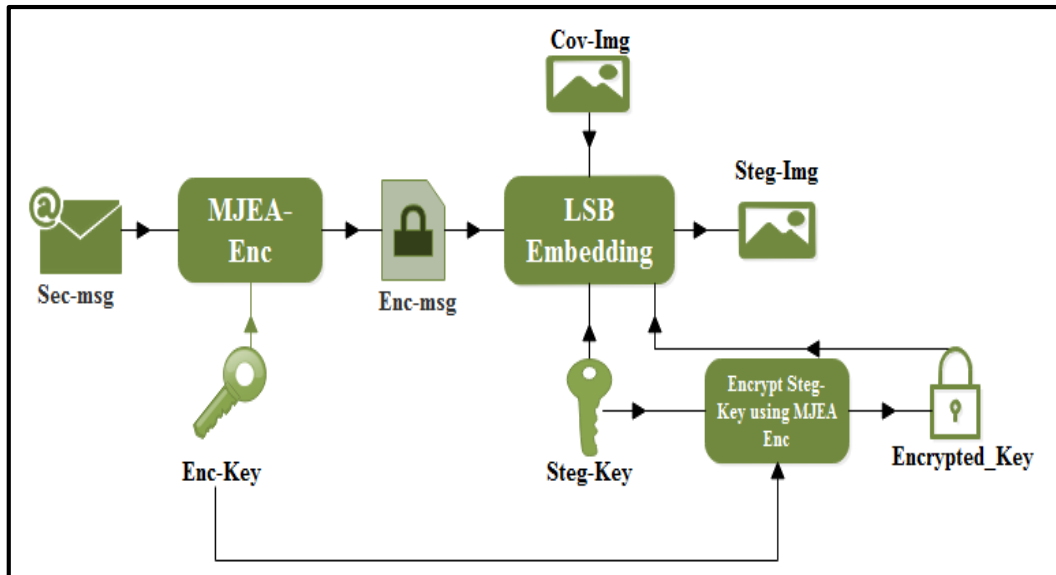 Cov-Img
Steg-Img
MJEA-
Enc
LSB
Embedding
Sec-msg
Enc-msg
Encrypt Steg-
Key using MJEA
Enc
Enc-Key
Steg-Key
Encrypted_Key